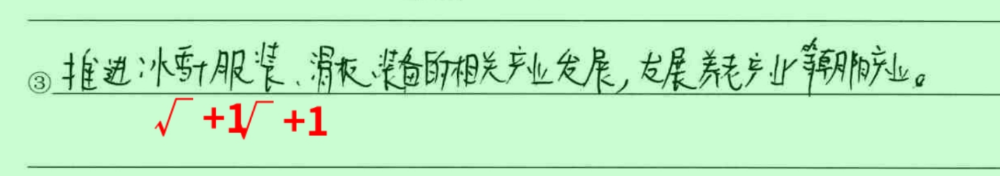 ③ 推进冰雪服装、滑板、装备的相关产业发展,发展养老产业等朝阳产业。
√ +1 √ +1